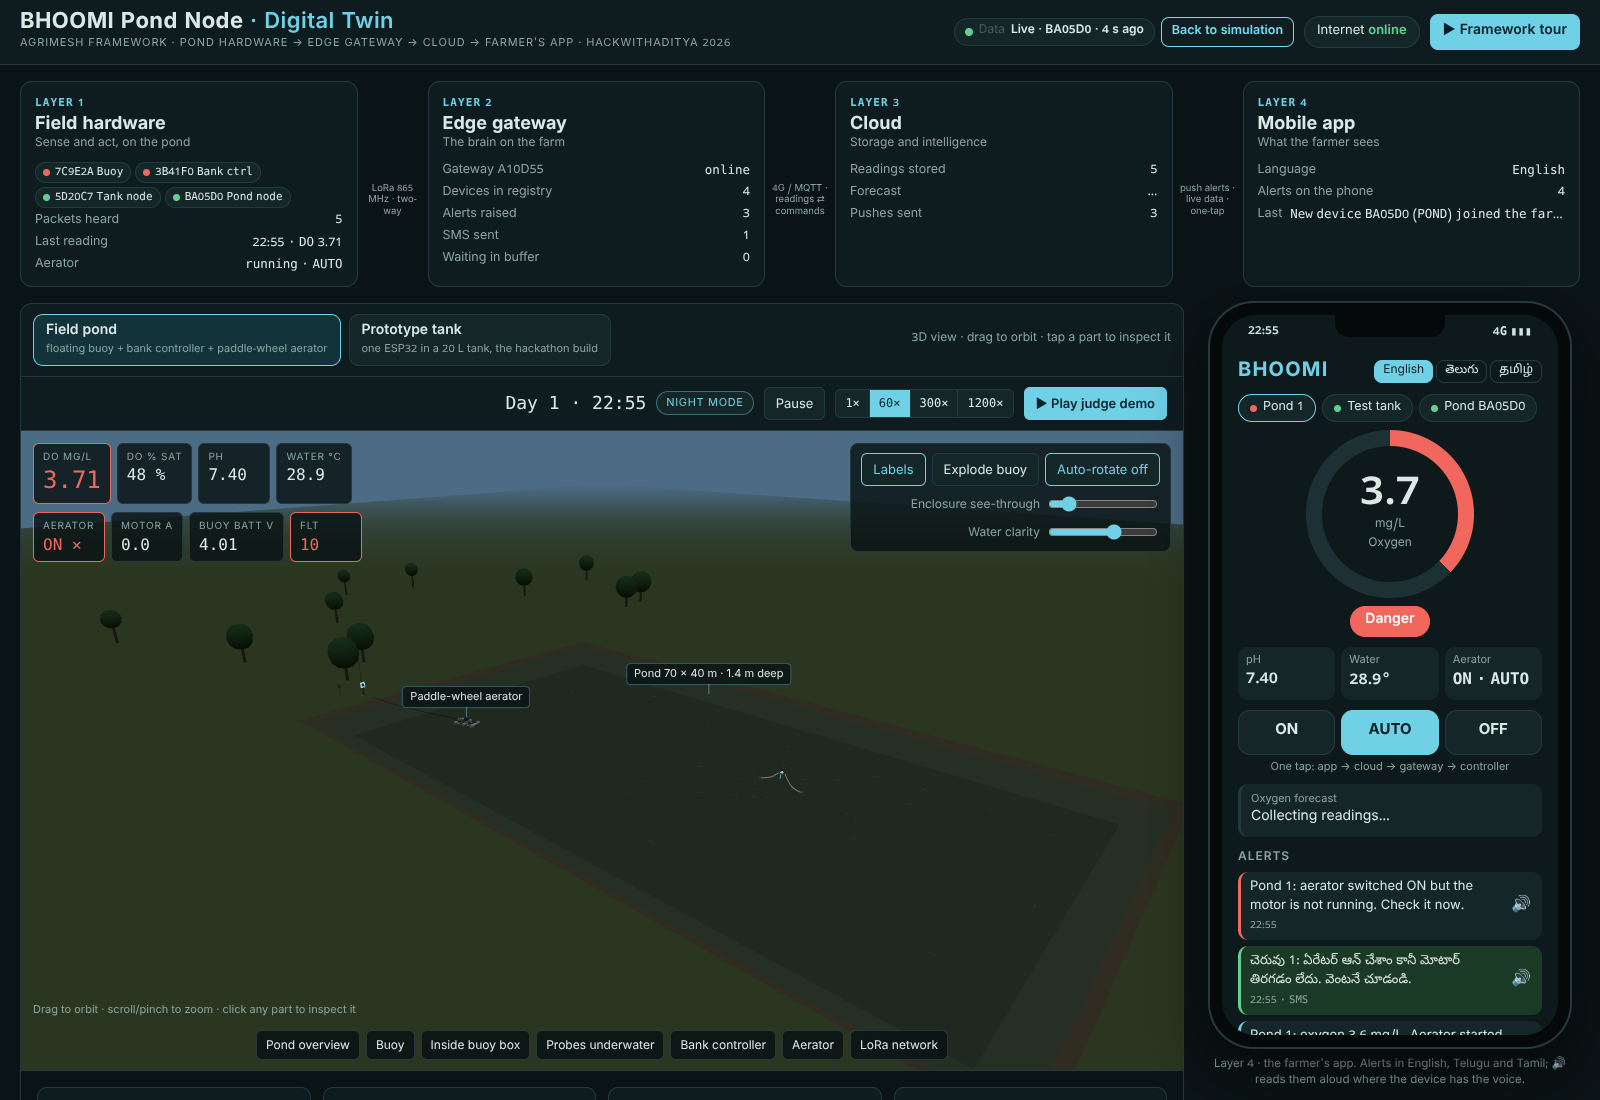 BHOOMI Pond Node · Digital Twin
AGRIMESH FRAMEWORK · POND HARDWARE → EDGE GATEWAY → CLOUD → FARMER'S APP · HACKWITHADITYA 2026
Data Live · BA05D0 · 4 s ago
Back to simulation
Internet online
▶ Framework tour
LAYER 1
Field hardware
Sense and act, on the pond
7C9E2A Buoy
3B41F0 Bank ctrl
5D20C7 Tank node
BA05D0 Pond node
Packets heard 5
Last reading 22:55 · DO 3.71
Aerator running · AUTO
LoRa 865
MHz · two-
way
LAYER 2
Edge gateway
The brain on the farm
Gateway A10D55 online
Devices in registry 4
Alerts raised 3
SMS sent 1
Waiting in buffer 0
4G / MQTT ·
readings ⇄
commands
LAYER 3
Cloud
Storage and intelligence
Readings stored 5
Forecast …
Pushes sent 3
push alerts ·
live data ·
one-tap
LAYER 4
Mobile app
What the farmer sees
Language English
Alerts on the phone 4
Last New device BA05D0 (POND) joined the far…
Field pond
floating buoy + bank controller + paddle-wheel aerator
Prototype tank
one ESP32 in a 20 L tank, the hackathon build
3D view · drag to orbit · tap a part to inspect it
Day 1 · 22:55
NIGHT MODE
Pause
1×
60×
300×
1200×
▶ Play judge demo
DO MG/L
3.71
DO % SAT
48 %
PH
7.40
WATER °C
28.9
AERATOR
ON ×
MOTOR A
0.0
BUOY BATT V
4.01
FLT
10
Labels
Explode buoy
Auto-rotate off
Enclosure see-through
Water clarity
Pond 70 × 40 m · 1.4 m deep
Paddle-wheel aerator
Drag to orbit · scroll/pinch to zoom · click any part to inspect it
Pond overview
Buoy
Inside buoy box
Probes underwater
Bank controller
Aerator
LoRa network
22:55
4G ▮▮▮
BHOOMI
English
తెలుగు
தமிழ்
Pond 1
Test tank
Pond BA05D0
3.7
mg/L
Oxygen
Danger
pH
7.40
Water
28.9°
Aerator
ON · AUTO
ON
AUTO
OFF
One tap: app → cloud → gateway → controller
Oxygen forecast
Collecting readings…
ALERTS
Pond 1: aerator switched ON but the
motor is not running. Check it now.
22:55
చెరువు 1: ఏరేటర్ ఆన్ చేశాం కానీ మోటార్
తిరగడం లేదు. వెంటనే చూడండి.
22:55 · SMS
Pond 1: oxygen 3.6 mg/L. Aerator started
Layer 4 · the farmer's app. Alerts in English, Telugu and Tamil; 🔊
reads them aloud where the device has the voice.